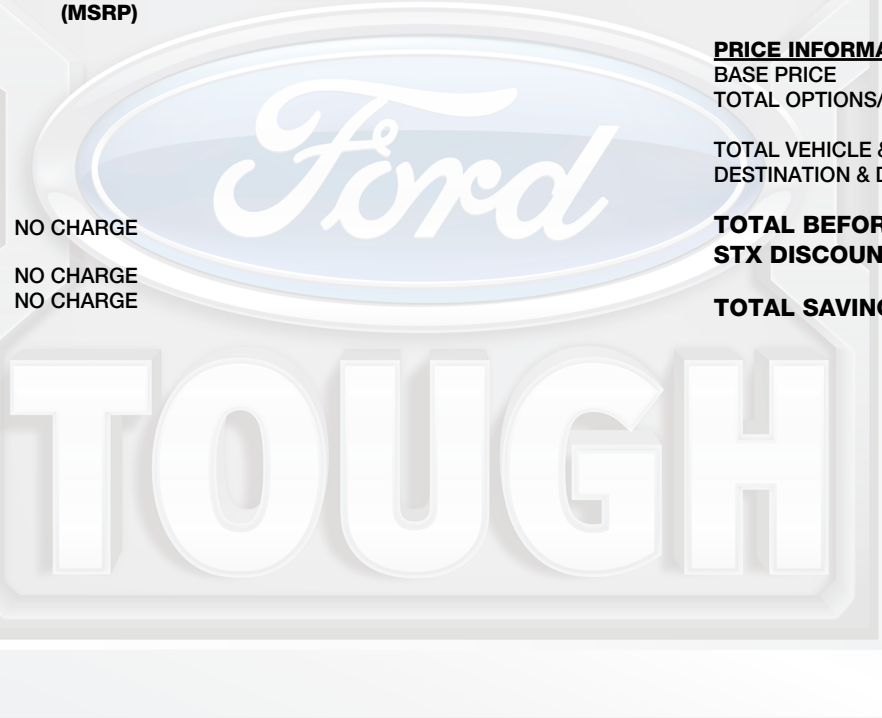 (MSRP)
NO CHARGE
NO CHARGE
NO CHARGE
PRICE INFORMA
BASE PRICE
TOTAL OPTIONS/
TOTAL VEHICLE &
DESTINATION & D
TOTAL BEFOR
STX DISCOUN
TOTAL SAVING
Ford
TOUGH